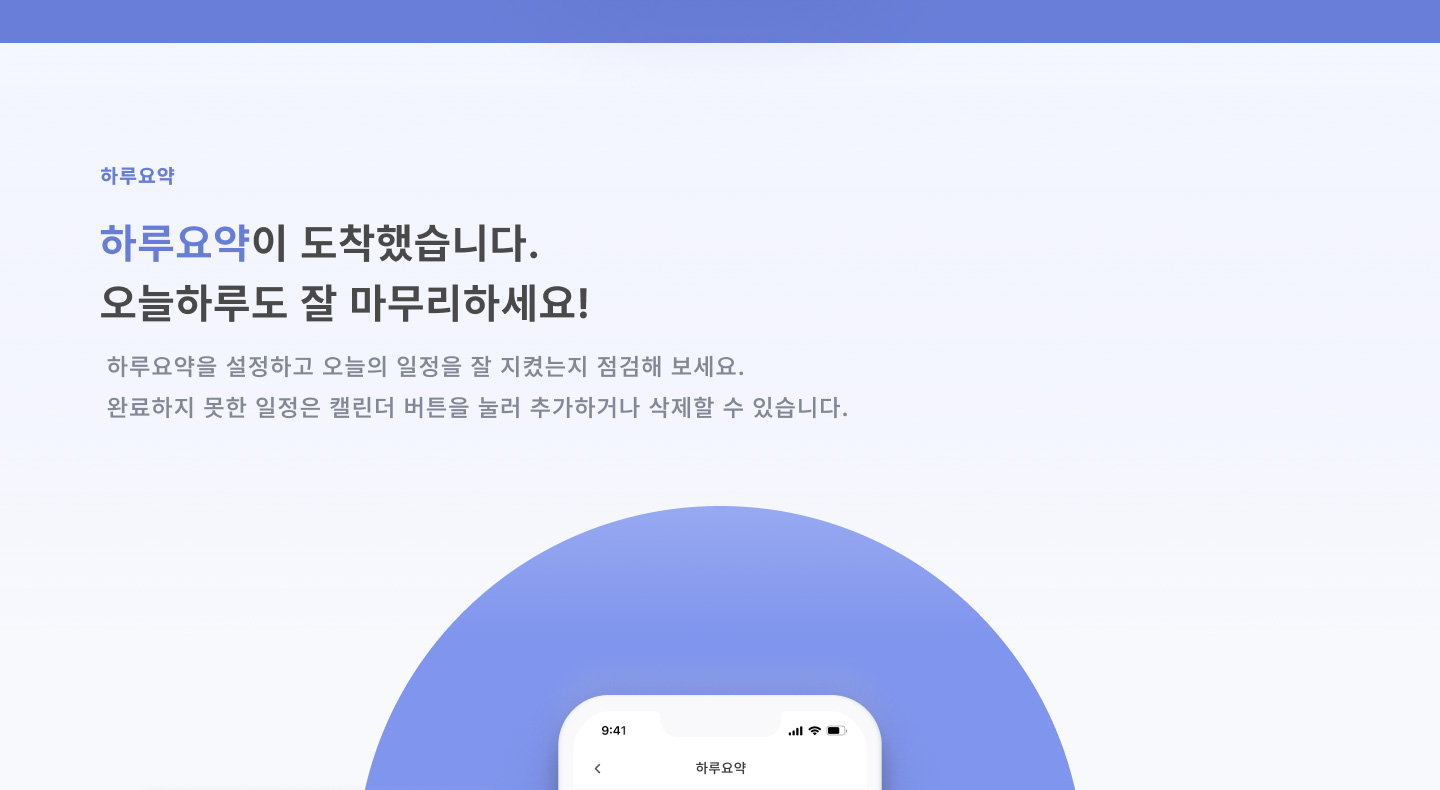 하루요약
하루요약이 도착했습니다.
오늘하루도 잘 마무리하세요!
하루요약을 설정하고 오늘의 일정을 잘 지켰는지 점검해 보세요.
완료하지 못한 일정은 캘린더 버튼을 눌러 추가하거나 삭제할 수 있습니다.
9:41
하루요약